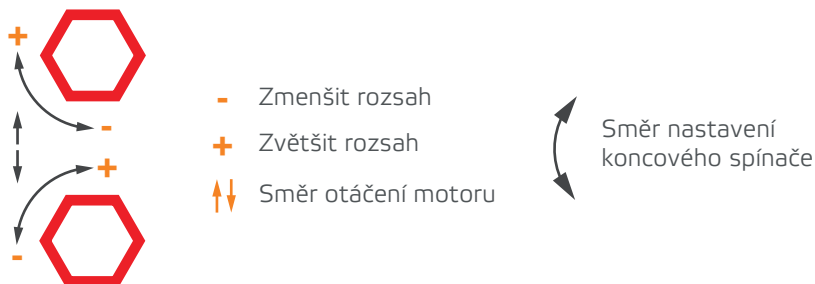 +
-
+
-
- Zmenšit rozsah
+ Zvětšit rozsah
Směr otáčení motoru
Směr nastavení
koncového spínače